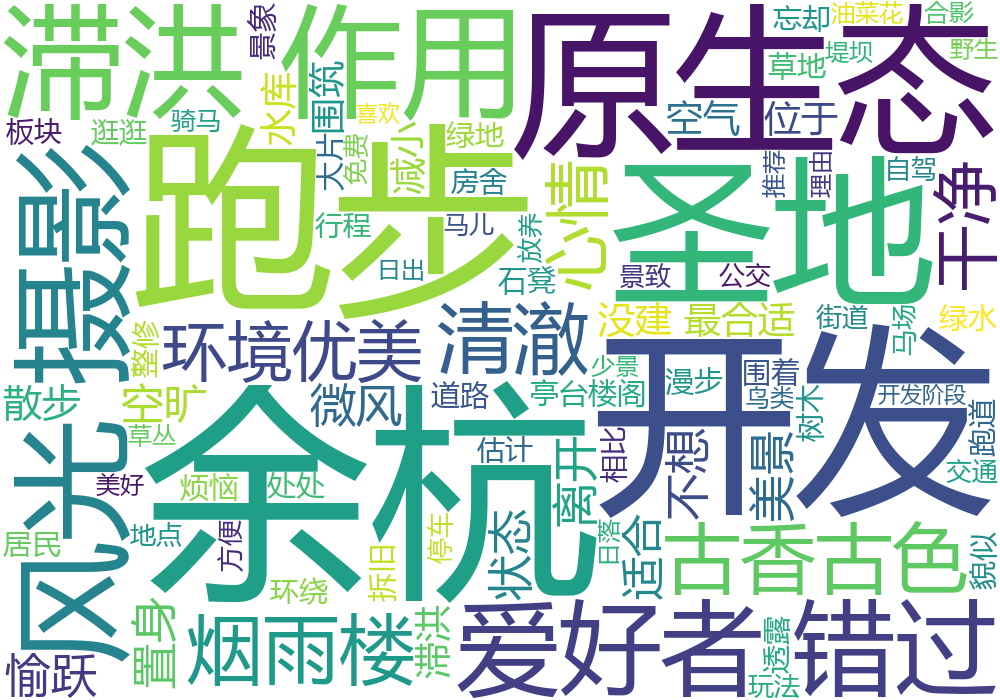 滞洪
景象
作用
原生态
忘却
油菜花
合影
堤坝
野生
草地
板块
逛逛
骑马
水库
围筑
喜欢
绿地
空气
位于
大片
免费
减小
房舍
跑步
心情
圣地
推荐
理由
自驾
干净
行程
马儿
放养
日出
石凳
景致
公交
摄影
整修
环境优美
清澈
没建
最合适
街道
马场
绿水
散步
空旷
微风
道路
亭台楼阁
少景
漫步
围着
鸟类
开发
开发阶段
树木
跑道
草丛
余杭
估计
离开
相比
不想
美景
交通
美好
烦恼
处处
风光
居民
地点
方便
拆旧
停车
状态
日落
适合
古香古色
貌似
环绕
愉跃
置身
烟雨楼
滞洪
爱好者
透露
玩法
错过